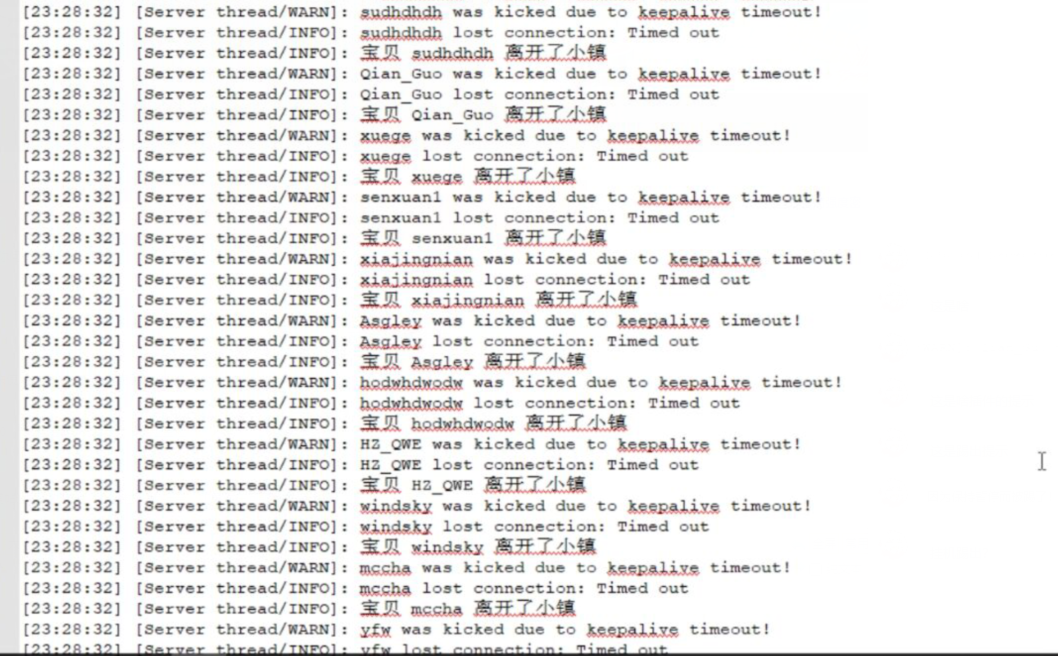 [23:28:32] [Server thread/WARN]: sudhdhdh was kicked due to keepalive timeout!
[23:28:32] [Server thread/INFO]: sudhdhdh lost connection: Timed out
[23:28:32] [Server thread/INFO]: 宝贝 sudhdhdh 离开了小镇
[23:28:32] [Server thread/WARN]: Qian_Guo was kicked due to keepalive timeout!
[23:28:32] [Server thread/INFO]: Qian_Guo lost connection: Timed out
[23:28:32] [Server thread/INFO]: 宝贝 Qian_Guo 离开了小镇
[23:28:32] [Server thread/WARN]: xuege was kicked due to keepalive timeout!
[23:28:32] [Server thread/INFO]: xuege lost connection: Timed out
[23:28:32] [Server thread/INFO]: 宝贝 xuege 离开了小镇
[23:28:32] [Server thread/WARN]: senxuan1 was kicked due to keepalive timeout!
[23:28:32] [Server thread/INFO]: senxuan1 lost connection: Timed out
[23:28:32] [Server thread/INFO]: 宝贝 senxuan1 离开了小镇
[23:28:32] [Server thread/WARN]: xiajingnian was kicked due to keepalive timeout!
[23:28:32] [Server thread/INFO]: xiajingnian lost connection: Timed out
[23:28:32] [Server thread/INFO]: 宝贝 xiajingnian 离开了小镇
[23:28:32] [Server thread/WARN]: Asgley was kicked due to keepalive timeout!
[23:28:32] [Server thread/INFO]: Asgley lost connection: Timed out
[23:28:32] [Server thread/INFO]: 宝贝 Asgley 离开了小镇
[23:28:32] [Server thread/WARN]: hodwhdwodw was kicked due to keepalive timeout!
[23:28:32] [Server thread/INFO]: hodwhdwodw lost connection: Timed out
[23:28:32] [Server thread/INFO]: 宝贝 hodwhdwodw 离开了小镇
[23:28:32] [Server thread/WARN]: HZ_QWE was kicked due to keepalive timeout!
[23:28:32] [Server thread/INFO]: HZ_QWE lost connection: Timed out
[23:28:32] [Server thread/INFO]: 宝贝 HZ_QWE 离开了小镇
[23:28:32] [Server thread/WARN]: windsky was kicked due to keepalive timeout!
[23:28:32] [Server thread/INFO]: windsky lost connection: Timed out
[23:28:32] [Server thread/INFO]: 宝贝 windsky 离开了小镇
[23:28:32] [Server thread/WARN]: mccha was kicked due to keepalive timeout!
[23:28:32] [Server thread/INFO]: mccha lost connection: Timed out
[23:28:32] [Server thread/INFO]: 宝贝 mccha 离开了小镇
[23:28:32] [Server thread/WARN]: yfw was kicked due to keepalive timeout!
[23:28:32] [Server thread/INFO]: yfw lost connection: Timed out